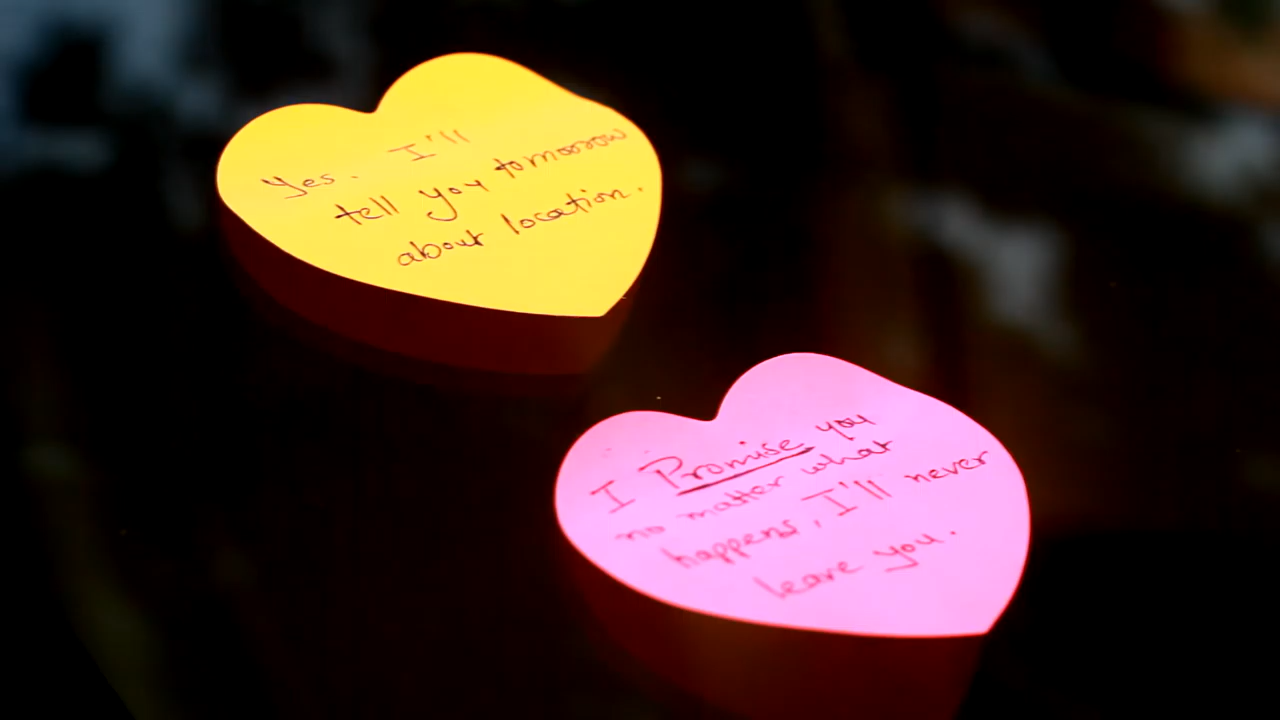 Yes. I'll
tell you tomorrow
about location.
I Promise you
no matter what
happens, I'll never
leave you.